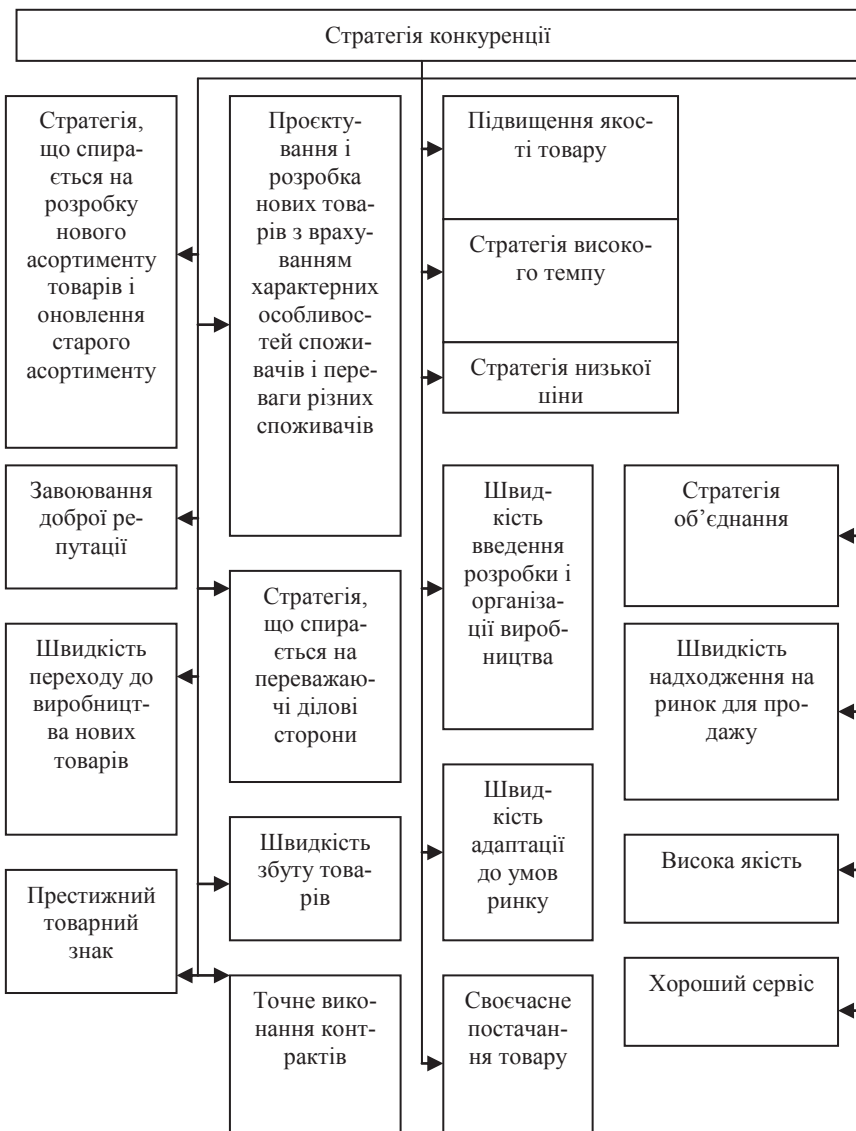 Стратегія конкуренції
Стратегія,
що спира-
ється на
розробку
нового
асортименту
товарів і
оновлення
старого
асортименту
Завоювання
доброї ре-
путації
Швидкість
переходу до
виробницт-
ва нових
товарів
Престижний
товарний
знак
Проєкту-
вання і
розробка
нових това-
рів з враху-
ванням
характерних
особливос-
тей спожи-
вачів і пере-
ваги різних
споживачів
Стратегія,
що спира-
ється на
переважаю-
чі ділові
сторони
Швидкість
збуту това-
рів
Точне вико-
нання конт-
рактів
Підвищення якос-
ті товару
Стратегія високо-
го темпу
Стратегія низької
ціни
Швид-
кість
введення
розробки і
організа-
ції вироб-
ництва
Швид-
кість
адаптації
до умов
ринку
Своєчасне
постачан-
ня товару
Стратегія
об’єднання
Швидкість
надходження на
ринок для про-
дажу
Висока якість
Хороший сервіс